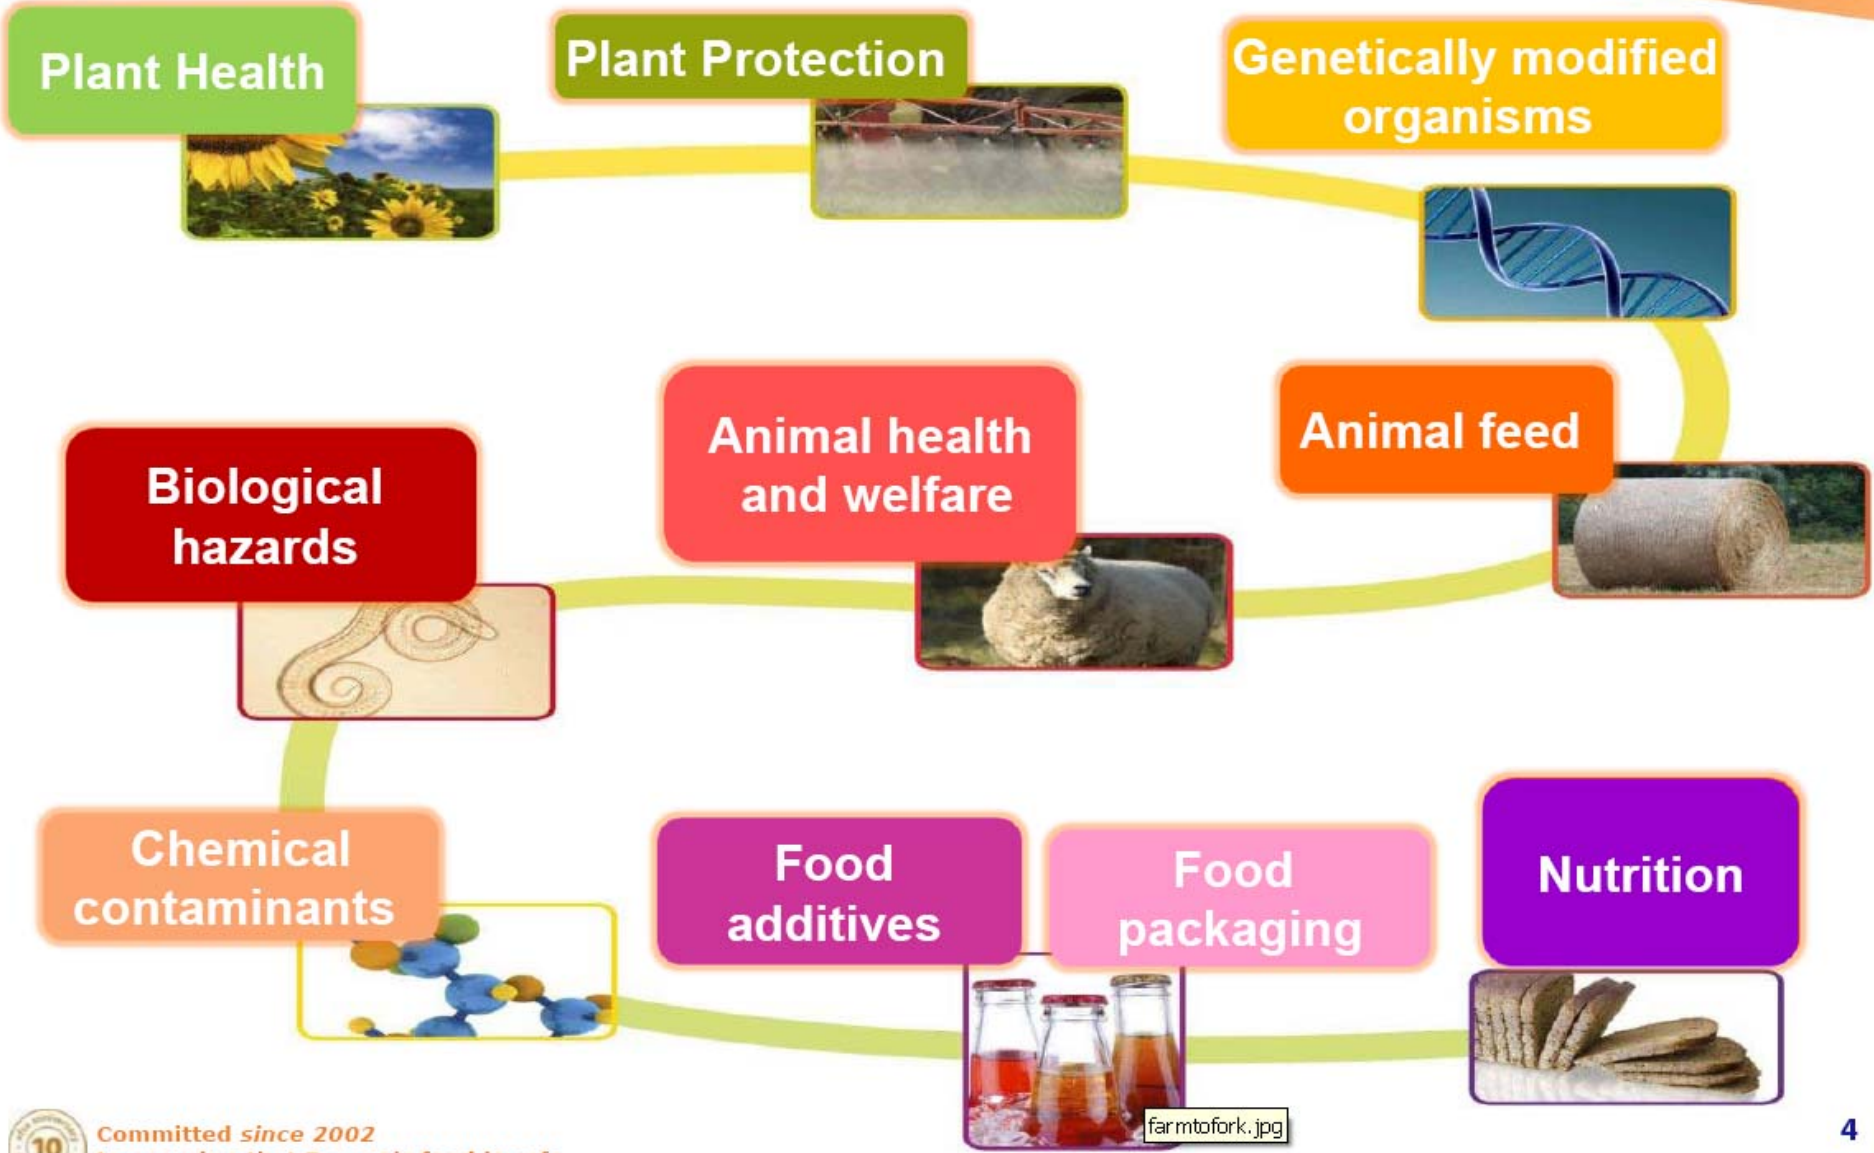 Plant Health
Plant Protection
Genetically modified
organisms
Animal feed
Animal health
and welfare
Biological
hazards
Chemical
contaminants
Food
additives
Food
packaging
Nutrition
farmtofork.jpg
10
Committed since 2002
4